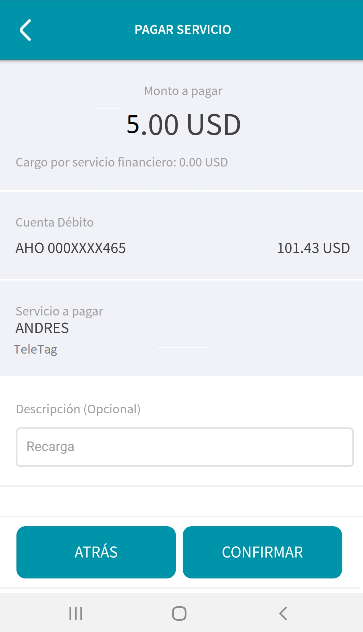 PAGAR SERVICIO
Monto a pagar
5.00 USD
Cargo por servicio financiero: 0.00 USD
Cuenta Débito
AHO 000XXXX465 101.43 USD
Servicio a pagar
ANDRES
TeleTag
Descripción (Opcional)
Recarga
ATRÁS CONFIRMAR